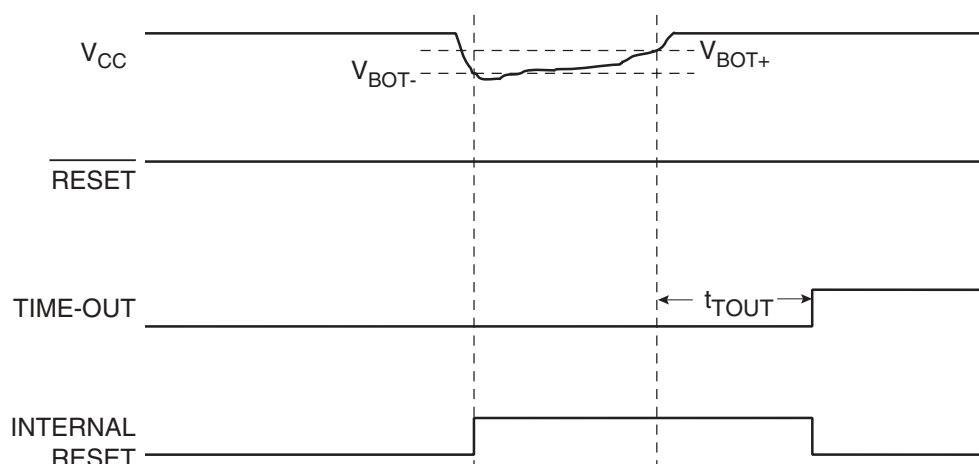 VCC
VBOT-
VBOT+
RESET
TIME-OUT
tTOUT
INTERNAL
RESET